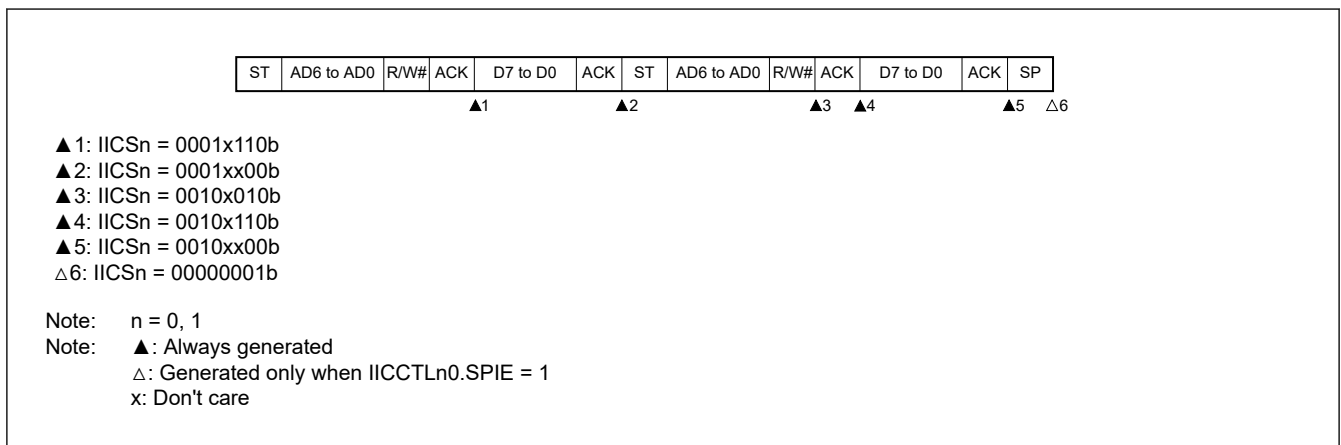 ST AD6 to AD0 R/W# ACK D7 to D0 ACK ST AD6 to AD0 R/W# ACK D7 to D0 ACK SP
▲1 ▲2 ▲3 ▲4 ▲5 △6
▲1: IICSn = 0001x110b
▲2: IICSn = 0001xx00b
▲3: IICSn = 0010x010b
▲4: IICSn = 0010x110b
▲5: IICSn = 0010xx00b
△6: IICSn = 00000001b
Note: n = 0, 1
Note: ▲: Always generated
△: Generated only when IICCTLn0.SPIE = 1
x: Don't care